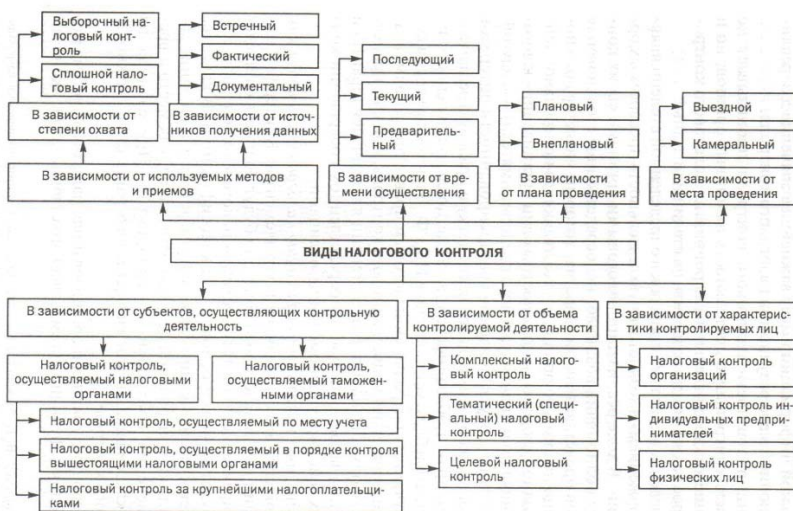 Выборочный на-
логовый конт-
роль
Сплошной нало-
говый контроль
В зависимости от
степени охвата
Встречный
Фактический
Документальный
В зависимости от источ-
ников получения данных
В зависимости от используемых методов
и приемов
Последующий
Текущий
Предваритель-
ный
В зависимости от вре-
мени осуществления
Плановый
Внеплановый
В зависимости
от плана проведения
Выездной
Камеральный
В зависимости от
места проведения
ВИДЫ НАЛОГОВОГО КОНТРОЛЯ
В зависимости от субъектов, осуществляющих контрольную
деятельность
Налоговый контроль,
осуществляемый налоговыми
органами
Налоговый контроль,
осуществляемый таможен-
ными органами
Налоговый контроль, осуществляемый по месту учета
Налоговый контроль, осуществляемый в порядке контроля
вышестоящими налоговыми органами
Налоговый контроль за крупнейшими налогоплательщи-
ками
В зависимости от объема
контролируемой деятельности
Комплексный налого-
вый контроль
Тематический (специ-
альный) налоговый
контроль
Целевой налоговый
контроль
В зависимости от характерис-
тики контролируемых лиц
Налоговый контроль
организаций
Налоговый контроль ин-
дивидуальных предпри-
нимателей
Налоговый контроль
физических лиц